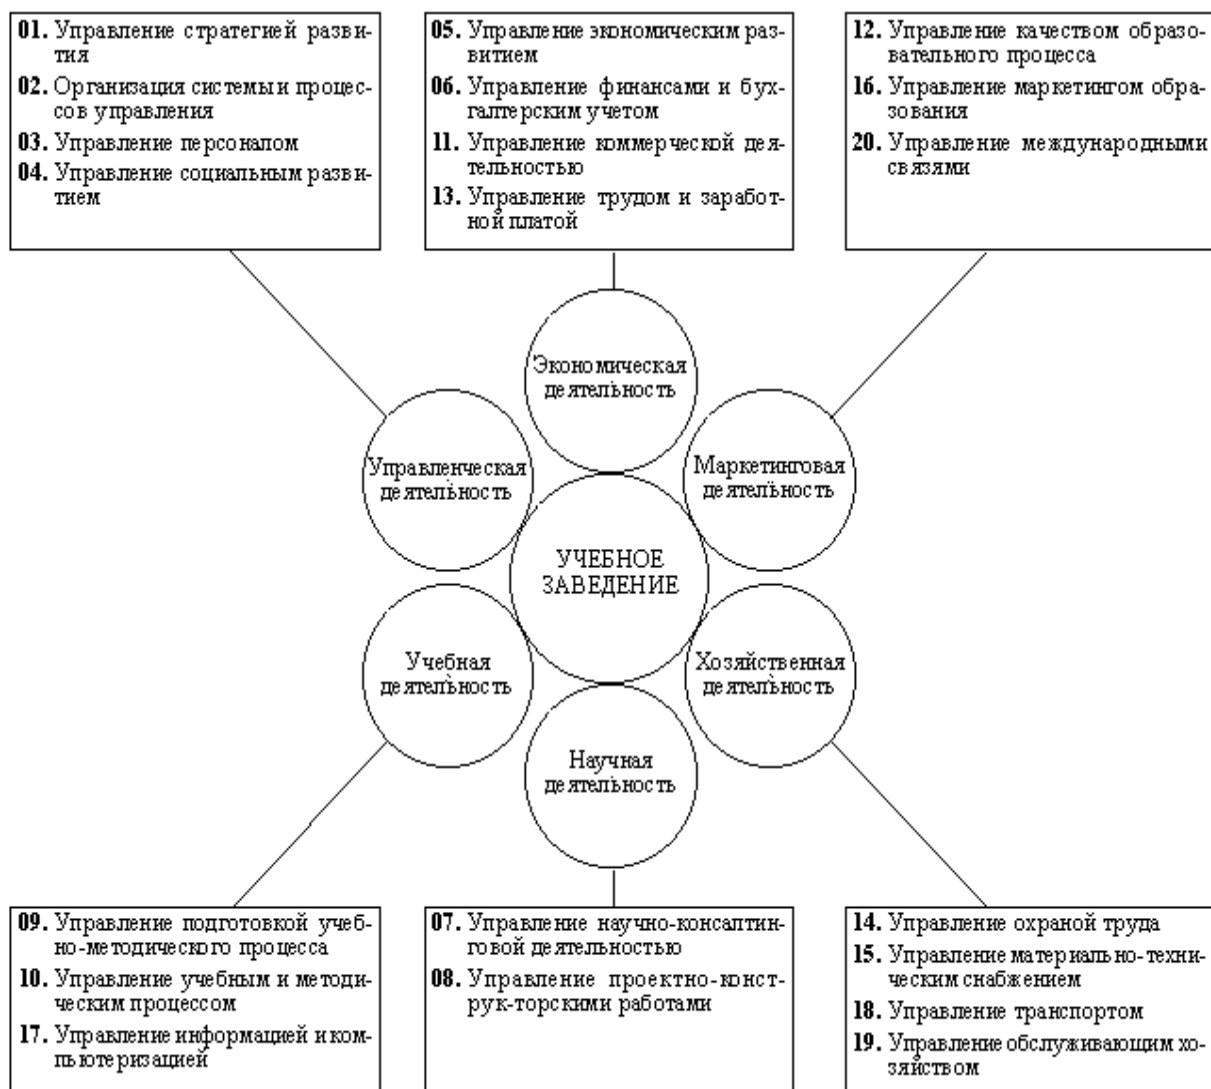 01. Управление стратегией разви-
тия
02. Организация системы и процес-
сов управления
03. Управление персоналом
04. Управление социальным разви-
тием
05. Управление экономическим раз-
витием
06. Управление финансами и бух-
галтерским учетом
11. Управление коммерческой дея-
тельностью
13. Управление трудом и заработ-
ной платой
12. Управление качеством образо-
вательного процесса
16. Управление маркетингом обра-
зования
20. Управление международными
связями
Экономическая
деятельность
Управленческая
деятельность
Маркетинговая
деятельность
УЧЕБНОЕ
ЗАВЕДЕНИЕ
Учебная
деятельность
Хозяйственная
деятельность
Научная
деятельность
09. Управление подготовкой учеб-
но-методического процесса
10. Управление учебным и методи-
ческим процессом
17. Управление информацией и ком-
пьютеризацией
07. Управление научно-консалтин-
говой деятельностью
08. Управление проектно-конст-
рук-торскими работами
14. Управление охраной труда
15. Управление материально-техни-
ческим снабжением
18. Управление транспортом
19. Управление обслуживающим хо-
зяйством